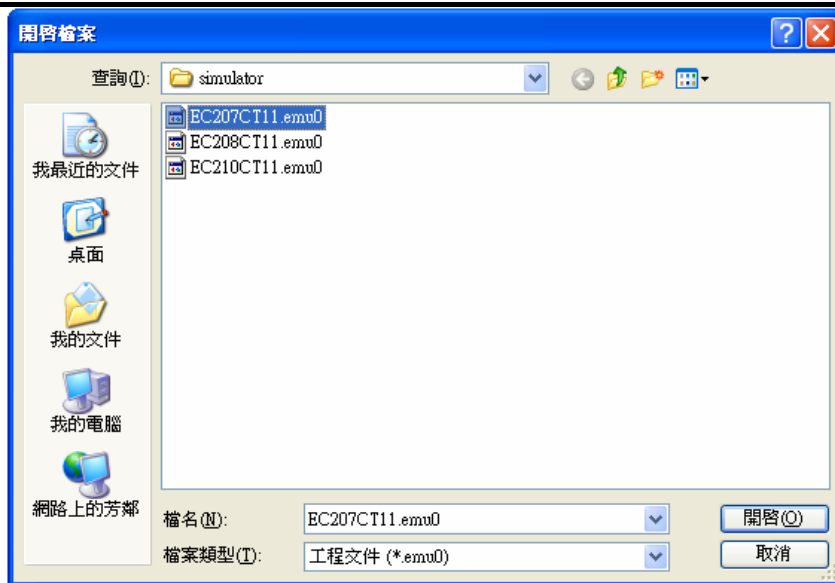 開啟檔案
查詢(I):
simulator
我最近的文件
桌面
我的文件
我的電腦
網路上的芳鄰
EC207CT11.emu0
EC208CT11.emu0
EC210CT11.emu0
檔名(N):
EC207CT11.emu0
開啟(O)
檔案類型(T):
工程文件 (*.emu0)
取消